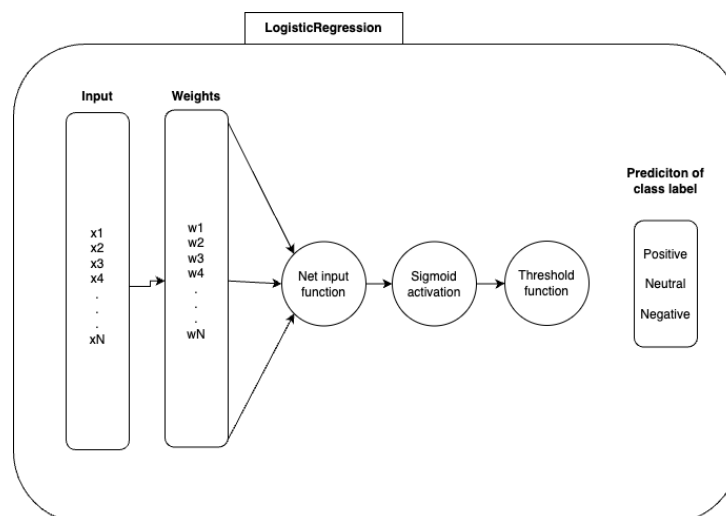 LogisticRegression
Input
x1
x2
x3
x4
.
.
.
xN
Weights
w1
w2
w3
w4
.
.
.
wN
Net input
function
Sigmoid
activation
Threshold
function
Prediciton of
class label
Positive
Neutral
Negative